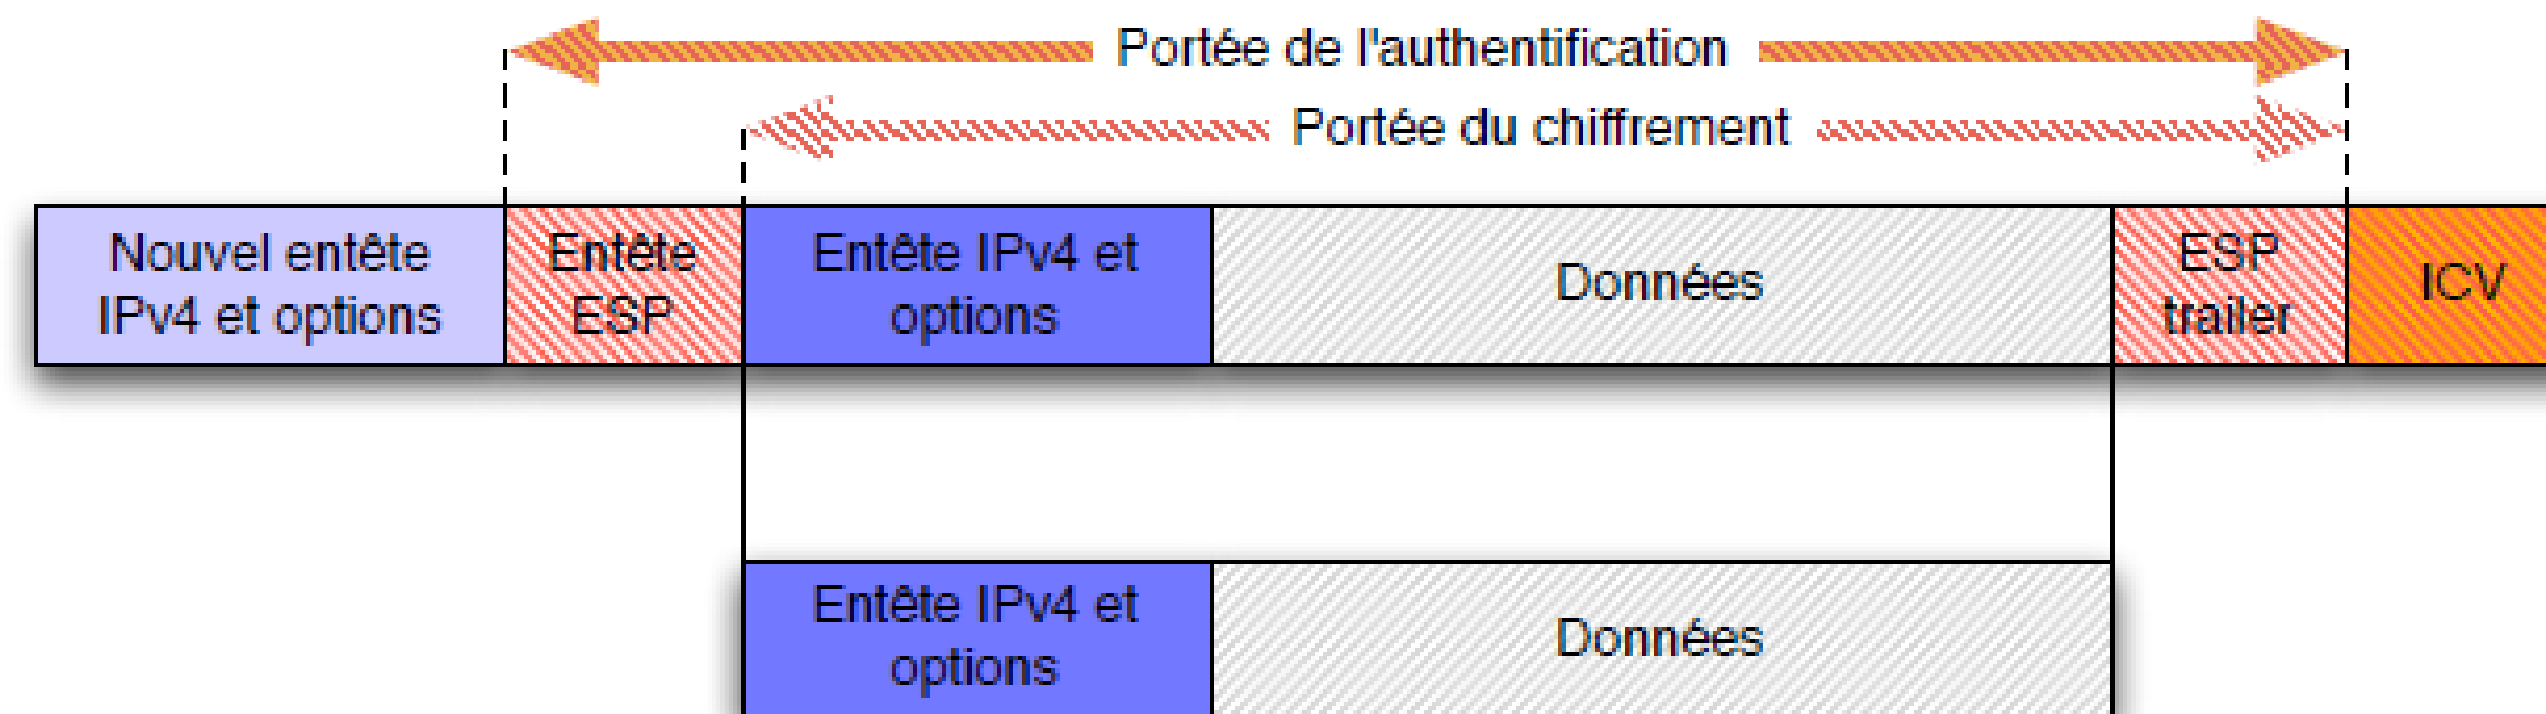 Portée de l'authentification
Portée du chiffrement
Nouvel entête
IPv4 et options
Entête
ESP
Entête IPv4 et
options
Données
ESP
trailer
ICV
Entête IPv4 et
options
Données